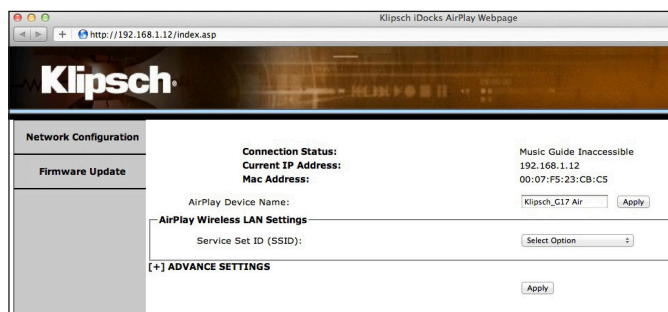 Klipsch iDocks AirPlay Webpage
http://192.168.1.12/index.asp
Klipsch
Network Configuration
Firmware Update
Connection Status: Music Guide Inaccessible
Current IP Address: 192.168.1.12
Mac Address: 00:07:F5:23:CB:C5
AirPlay Device Name: Klipsch_G17 Air Apply
AirPlay Wireless LAN Settings
Service Set ID (SSID): Select Option
[+] ADVANCE SETTINGS
Apply